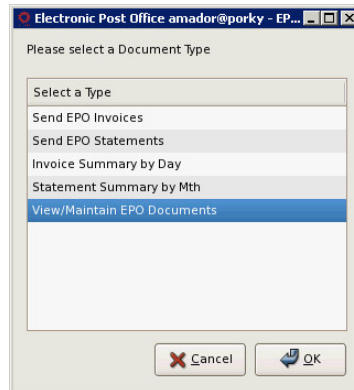 Electronic Post Office amador@porky - EP...
Please select a Document Type
Select a Type
Send EPO Invoices
Send EPO Statements
Invoice Summary by Day
Statement Summary by Mth
View/Maintain EPO Documents
Cancel
OK